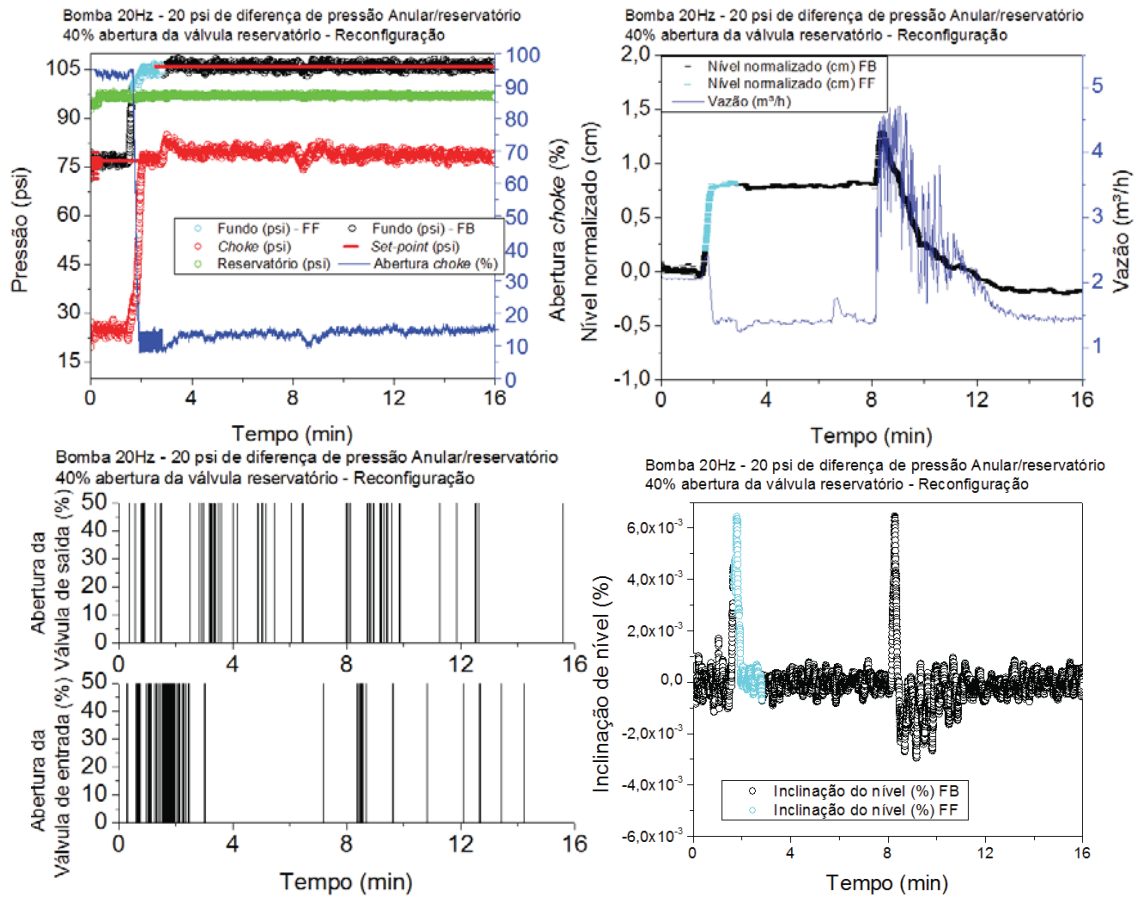 Bomba 20Hz - 20 psi de diferença de pressão Anular/reservatório
40% abertura da válvula reservatório - Reconfiguração
105
90
75
60
45
30
15
Pressão (psi)
Fundo (psi) - FF
Fundo (psi) - FB
Choke (psi)
Set-point (psi)
Reservatório (psi)
Abertura choke (%)
100
90
80
70
60
50
40
30
20
10
0
Abertura choke (%)
0
4
8
12
16
Tempo (min)
Bomba 20Hz - 20 psi de diferença de pressão Anular/reservatório
40% abertura da válvula reservatório - Reconfiguração
2,0
1,5
1,0
0,5
0,0
-0,5
-1,0
Nível normalizado (cm)
Nível normalizado (cm) FB
Nível normalizado (cm) FF
Vazão (m³/h)
5
4
3
2
1
Vazão (m³/h)
0
4
8
12
16
Tempo (min)
Bomba 20Hz - 20 psi de diferença de pressão Anular/reservatório
40% abertura da válvula reservatório - Reconfiguração
Abertura da
Válvula de saída (%)
50
40
30
20
10
0
0
4
8
12
16
Abertura da
Válvula de entrada (%)
50
40
30
20
10
0
0
4
8
12
16
Tempo (min)
Bomba 20Hz - 20 psi de diferença de pressão Anular/reservatório
40% abertura da válvula reservatório - Reconfiguração
6,0x10⁻³
4,0x10⁻³
2,0x10⁻³
0,0
-2,0x10⁻³
-4,0x10⁻³
-6,0x10⁻³
Inclinação de nível (%)
Inclinação do nível (%) FB
Inclinação do nível (%) FF
0
4
8
12
16
Tempo (min)